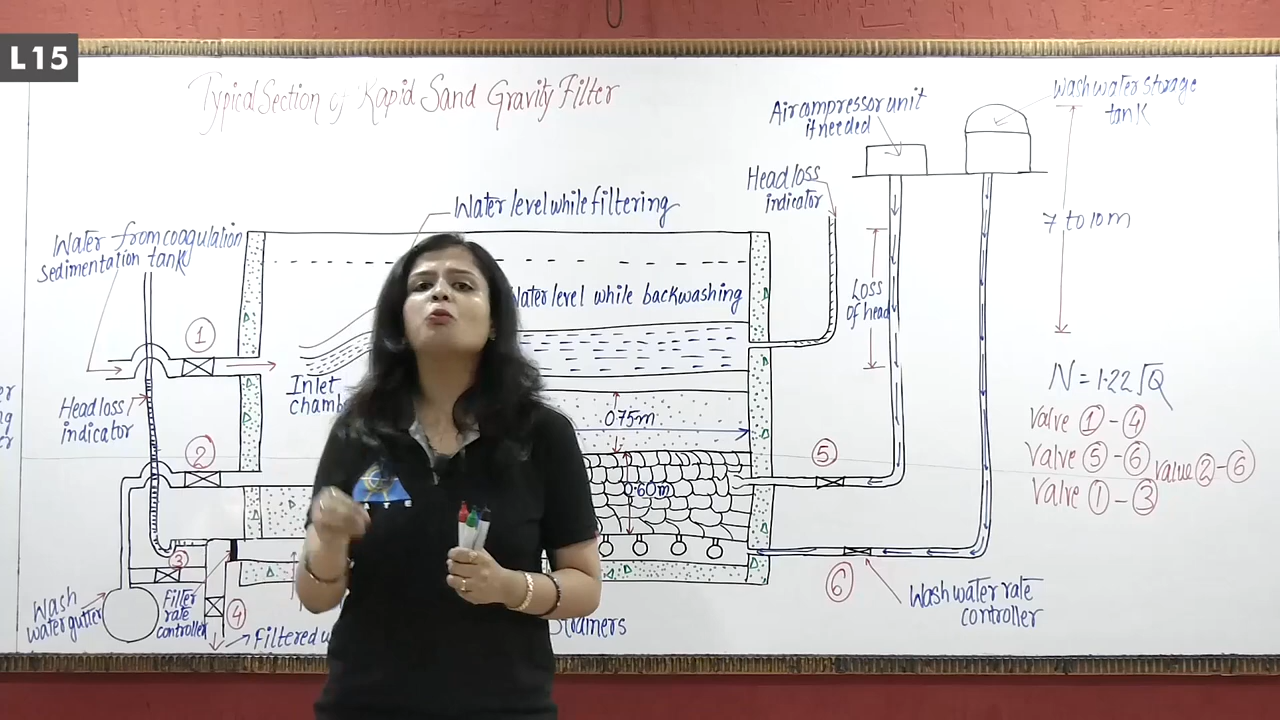 L15
Typical Section of Rapid Sand Gravity Filter
Air compressor unit
if needed
Wash water storage
tank
Head loss
indicator
Water level while filtering
7 to 10 m
Water from coagulation
sedimentation tank
Water level while backwashing
Loss
of head
1
Inlet
chamb
Head loss
indicator
0.75m
N = 1.22√Q
Valve 1 - 4
Valve 5 - 6
Valve 2 - 6
Valve 1 - 3
2
5
0.60m
3
6
Wash
water gutter
Filter
rate
controller
4
Wash water rate
controller
Filtered
Strainers